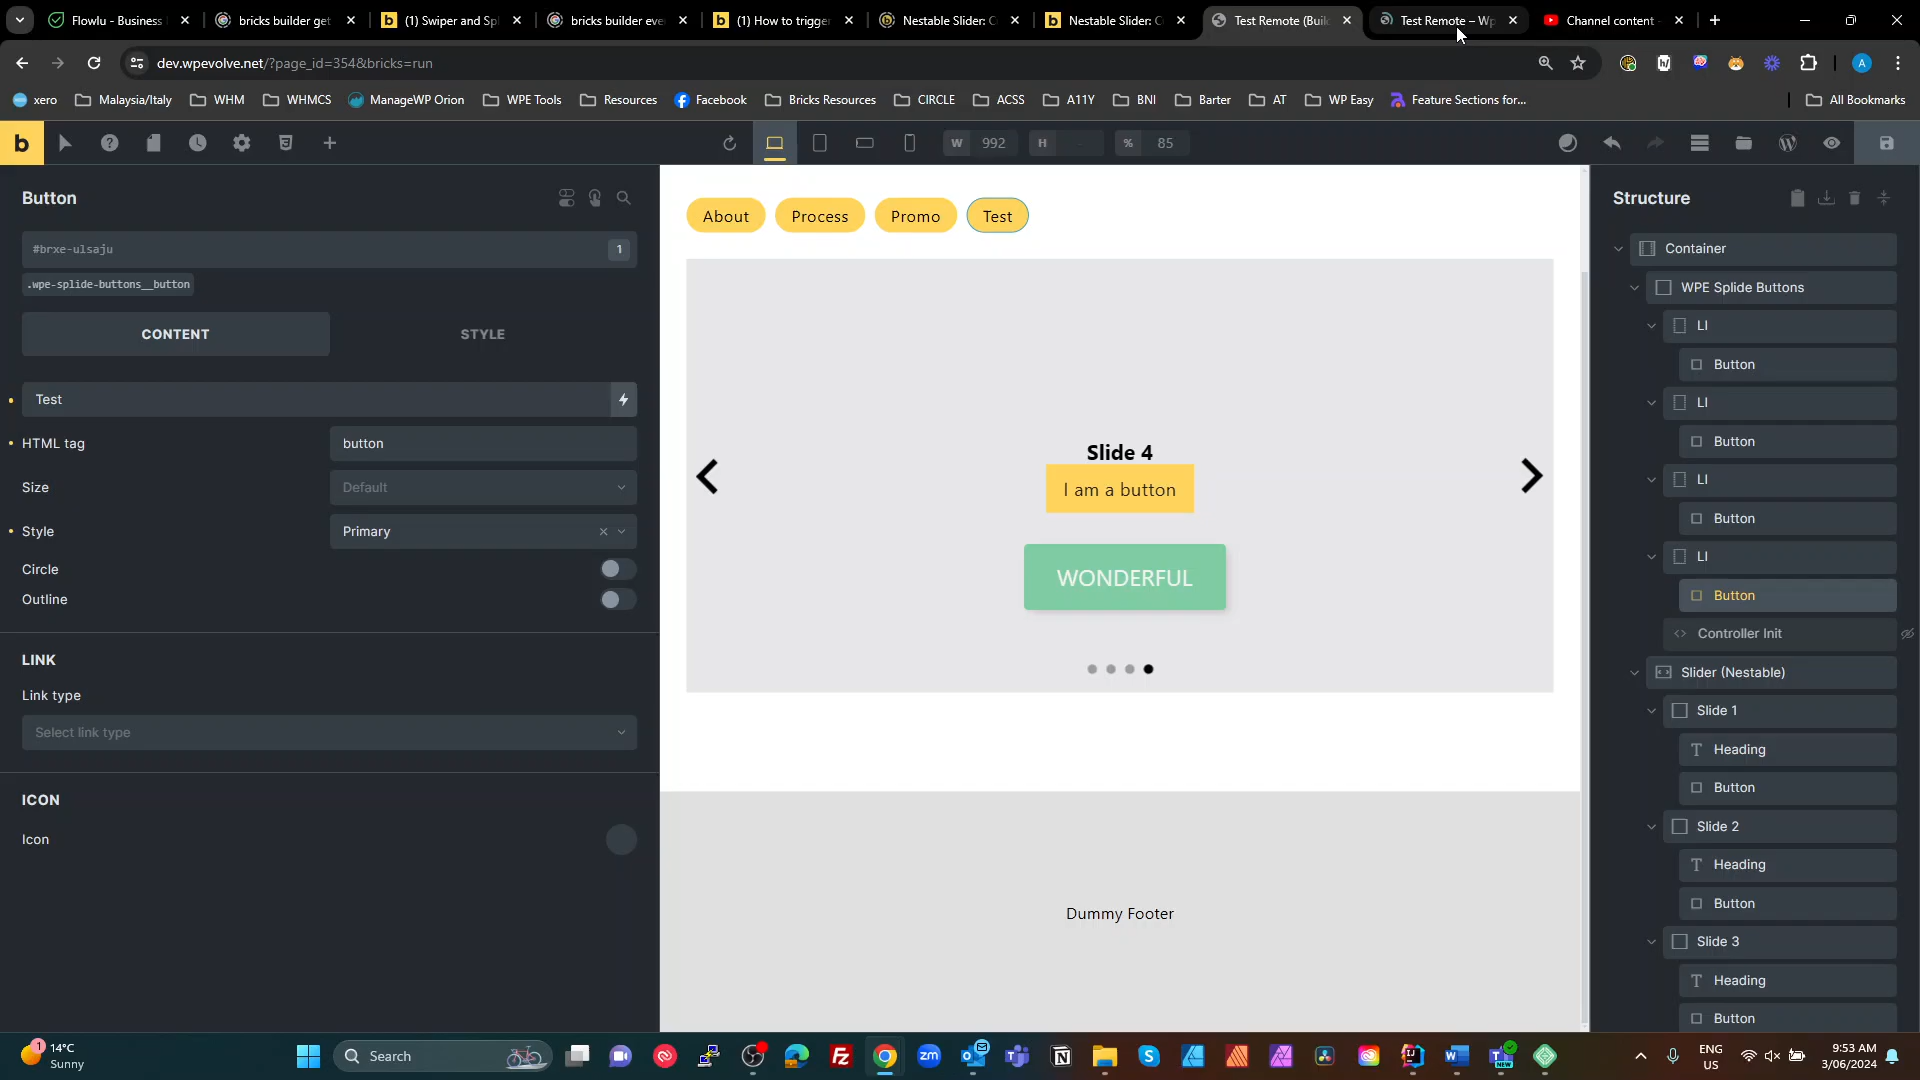 Flowlu - Business
bricks builder get
(1) Swiper and Spl
bricks builder eve
(1) How to trigge
Nestable Slider: C
Nestable Slider: C
Test Remote (Buil
Test Remote – Wp
Channel content
dev.wpevolve.net/?page_id=354&bricks=run
A
xero
Malaysia/Italy
WHM
WHMCS
ManageWP Orion
WPE Tools
Resources
Facebook
Bricks Resources
CIRCLE
ACSS
A11Y
BNI
Barter
AT
WP Easy
Feature Sections for...
All Bookmarks
b
W 992
H -
% 85
Button
#brxe-ulsaju
1
.wpe-splide-buttons__button
CONTENT
STYLE
Test
HTML tag
button
Size
Default
Style
Primary
Circle
Outline
LINK
Link type
Select link type
ICON
Icon
About
Process
Promo
Test
Slide 4
I am a button
WONDERFUL
Dummy Footer
Structure
Container
WPE Splide Buttons
LI
Button
LI
Button
LI
Button
LI
Button
Controller Init
Slider (Nestable)
Slide 1
Heading
Button
Slide 2
Heading
Button
Slide 3
Heading
Button
1
14°C
Sunny
Search
zm
NEW
ENG
US
9:53 AM
3/06/2024